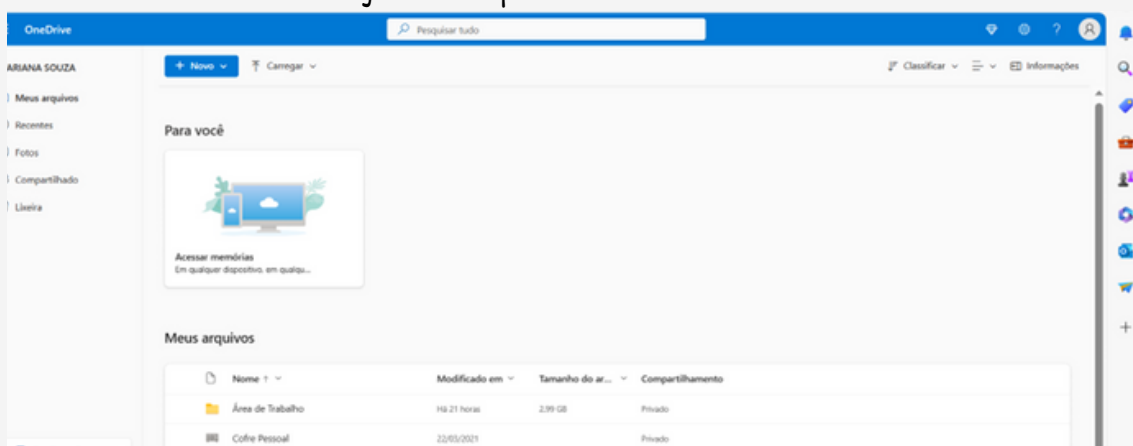 OneDrive
Pesquisar tudo
?
ARIANA SOUZA
+ Novo
Carregar
Classificar
Informações
Meus arquivos
Recentes
Fotos
Compartilhado
Lixeira
Para você
Acessar memórias
Em qualquer dispositivo, em qualqu...
Meus arquivos
Nome ↑
Modificado em
Tamanho do ar...
Compartilhamento
Área de Trabalho
Há 21 horas
2,99 GB
Privado
Cofre Pessoal
22/03/2021
Privado